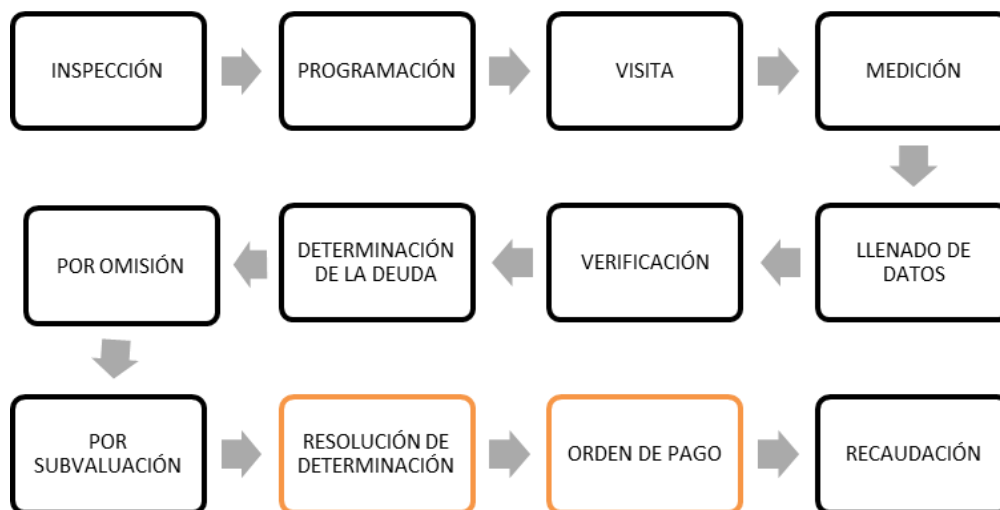 INSPECCIÓN
PROGRAMACIÓN
VISITA
MEDICIÓN
LLENADO DE
DATOS
VERIFICACIÓN
DETERMINACIÓN
DE LA DEUDA
POR OMISIÓN
POR
SUBVALUACIÓN
RESOLUCIÓN DE
DETERMINACIÓN
ORDEN DE PAGO
RECAUDACIÓN